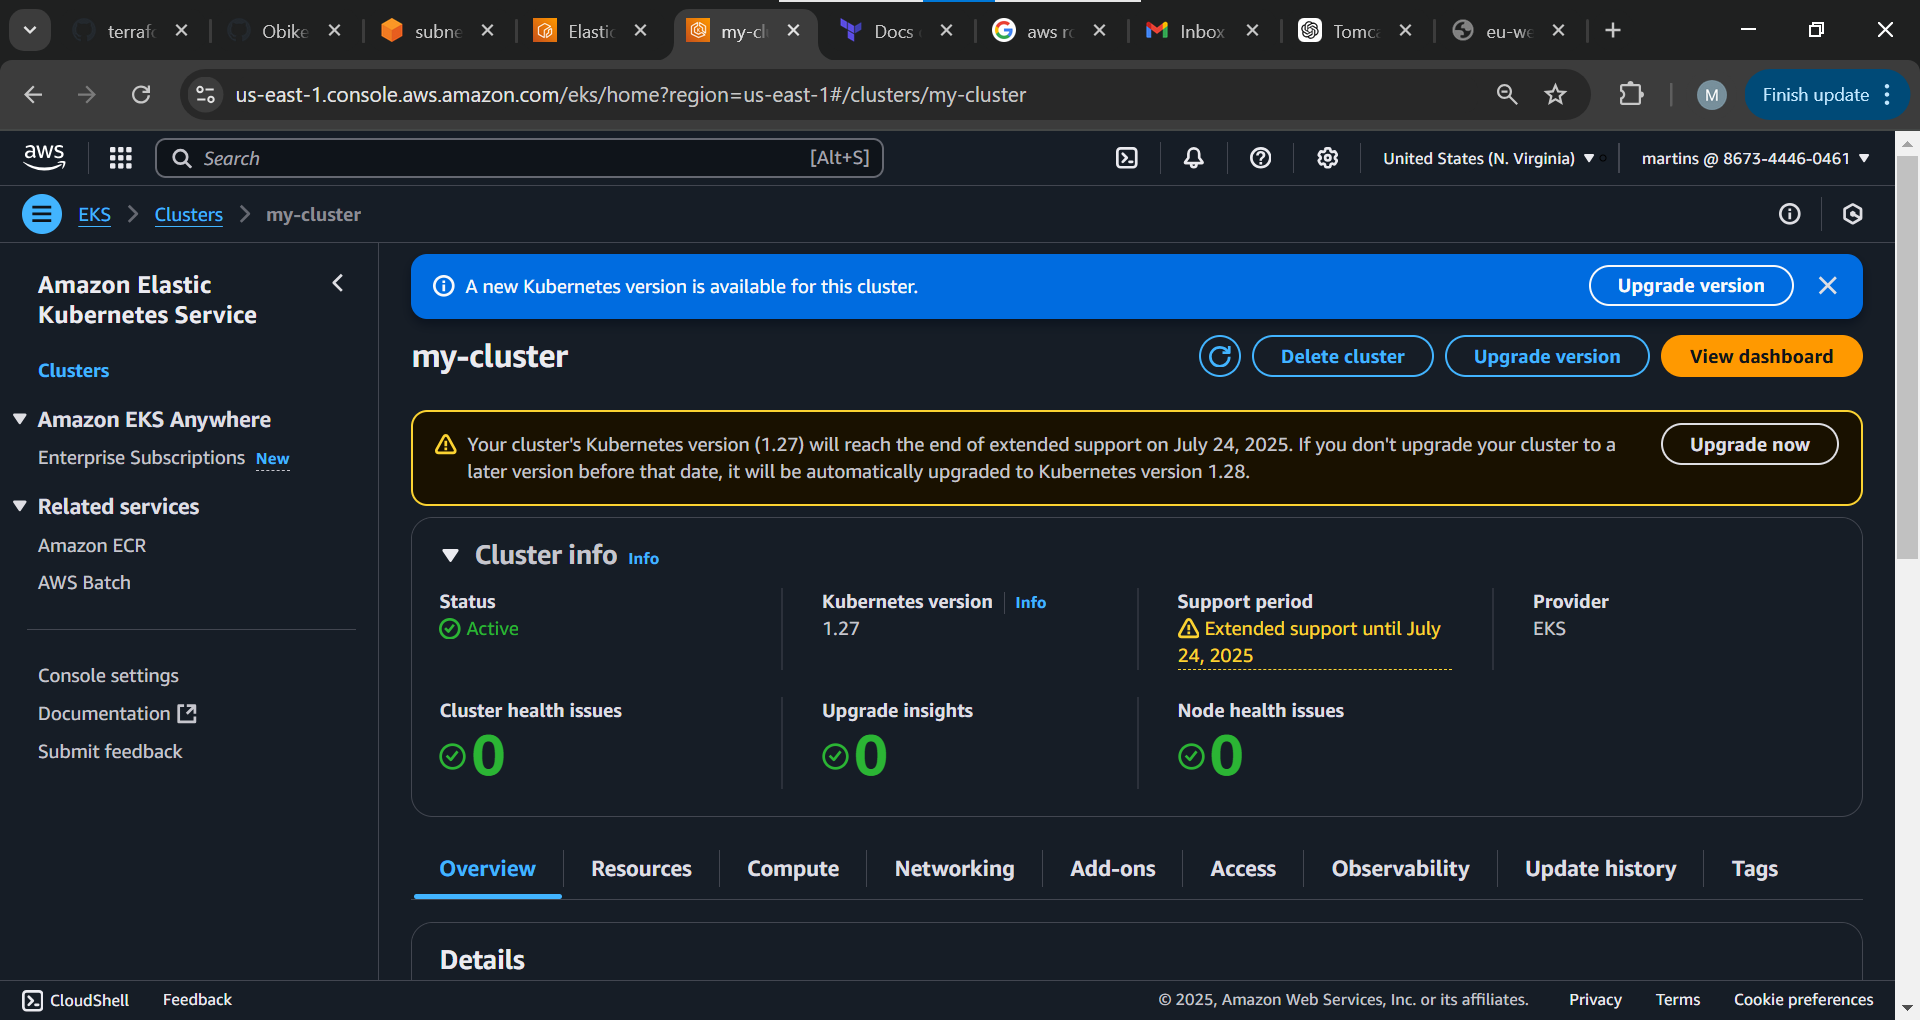 terrafo
Obike
subne
Elastic
my-cl
Docs
aws ro
Inbox
Tomca
eu-we
us-east-1.console.aws.amazon.com/eks/home?region=us-east-1#/clusters/my-cluster
M
Finish update
aws
Search
[Alt+S]
United States (N. Virginia)
martins @ 8673-4446-0461
EKS
Clusters
my-cluster
Amazon Elastic
Kubernetes Service
Clusters
Amazon EKS Anywhere
Enterprise Subscriptions New
Related services
Amazon ECR
AWS Batch
Console settings
Documentation
Submit feedback
A new Kubernetes version is available for this cluster.
Upgrade version
my-cluster
Delete cluster
Upgrade version
View dashboard
Your cluster's Kubernetes version (1.27) will reach the end of extended support on July 24, 2025. If you don't upgrade your cluster to a
later version before that date, it will be automatically upgraded to Kubernetes version 1.28.
Upgrade now
Cluster info Info
Status
Active
Kubernetes version Info
1.27
Support period
Extended support until July
24, 2025
Provider
EKS
Cluster health issues
0
Upgrade insights
0
Node health issues
0
Overview
Resources
Compute
Networking
Add-ons
Access
Observability
Update history
Tags
Details
CloudShell
Feedback
© 2025, Amazon Web Services, Inc. or its affiliates.
Privacy
Terms
Cookie preferences